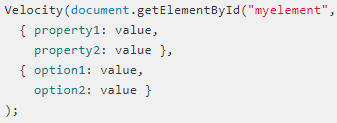 Velocity(document.getElementById("myelement",
{ property1: value,
property2: value },
{ option1: value,
option2: value }
);